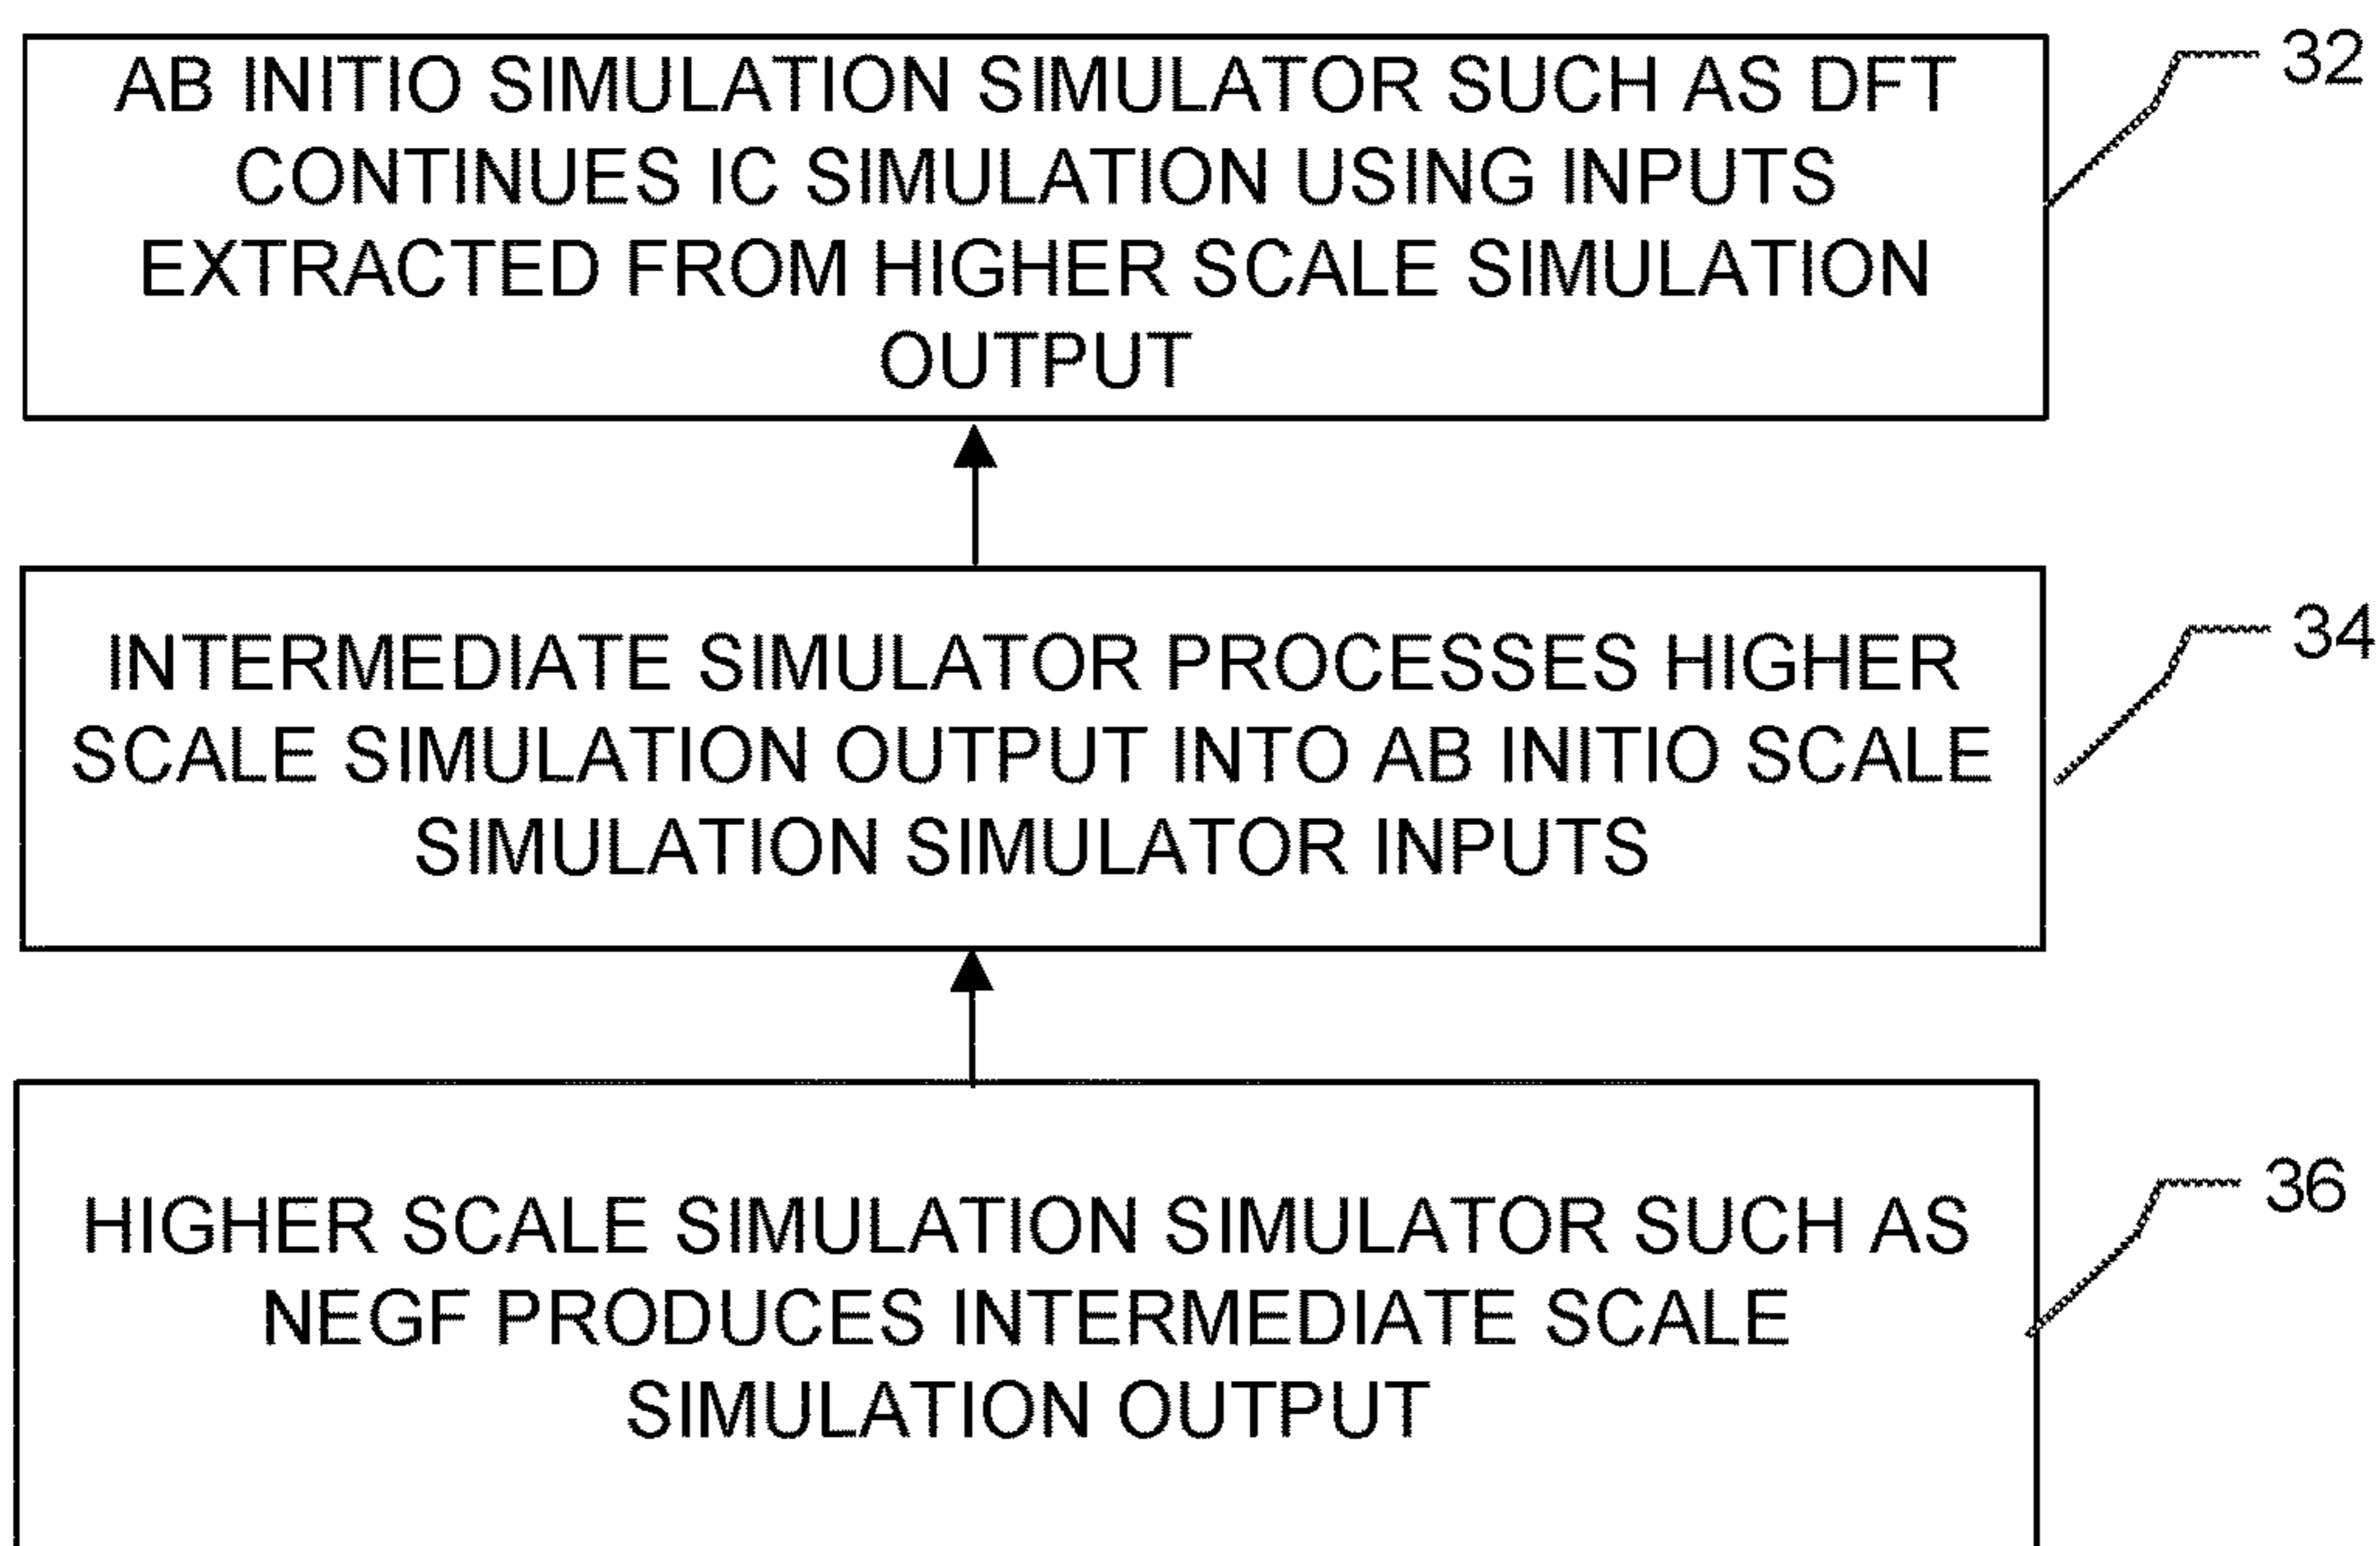 AB INITIO SIMULATION SIMULATOR SUCH AS DFT
CONTINUES IC SIMULATION USING INPUTS
EXTRACTED FROM HIGHER SCALE SIMULATION
OUTPUT
32
INTERMEDIATE SIMULATOR PROCESSES HIGHER
SCALE SIMULATION OUTPUT INTO AB INITIO SCALE
SIMULATION SIMULATOR INPUTS
34
HIGHER SCALE SIMULATION SIMULATOR SUCH AS
NEGF PRODUCES INTERMEDIATE SCALE
SIMULATION OUTPUT
36